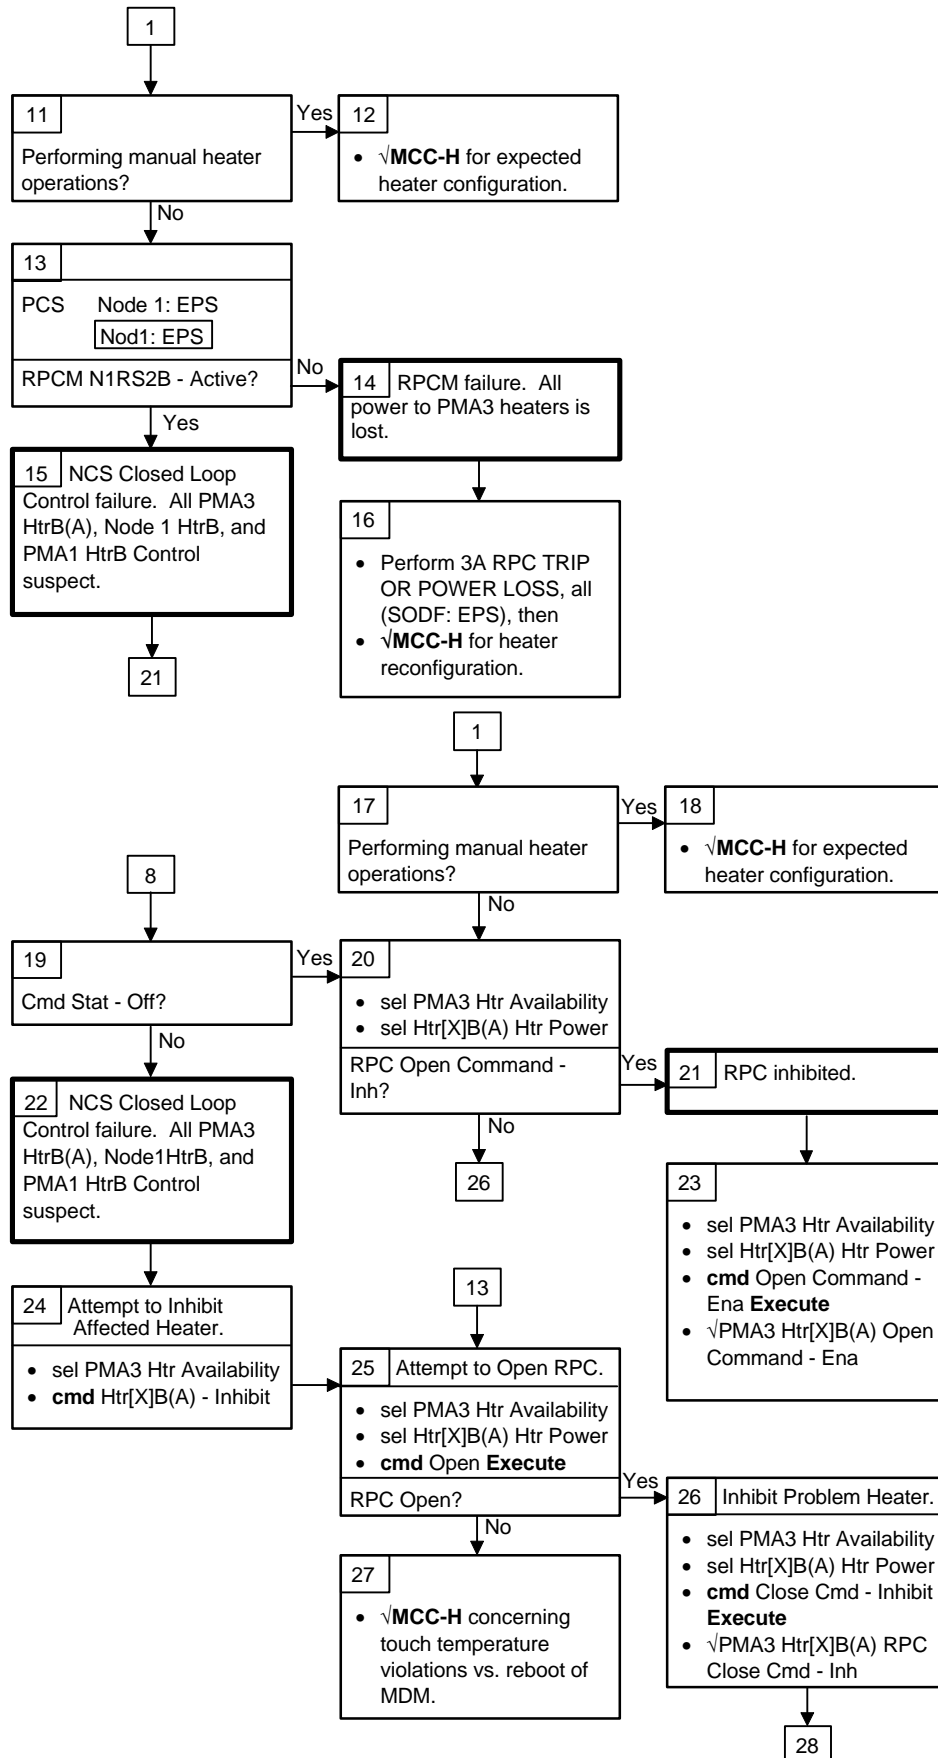 1
11
Performing manual heater
operations?
Yes
12
• √MCC-H for expected
heater configuration.
No
13
PCS Node 1: EPS
Nod1: EPS
RPCM N1RS2B - Active?
No
14 RPCM failure. All
power to PMA3 heaters is
lost.
Yes
15 NCS Closed Loop
Control failure. All PMA3
HtrB(A), Node 1 HtrB, and
PMA1 HtrB Control
suspect.
21
16
• Perform 3A RPC TRIP
OR POWER LOSS, all
(SODF: EPS), then
• √MCC-H for heater
reconfiguration.
1
17
Performing manual heater
operations?
Yes
18
• √MCC-H for expected
heater configuration.
No
8
19
Cmd Stat - Off?
Yes
20
• sel PMA3 Htr Availability
• sel Htr[X]B(A) Htr Power
RPC Open Command -
Inh?
Yes
21 RPC inhibited.
No
26
No
22 NCS Closed Loop
Control failure. All PMA3
HtrB(A), Node1HtrB, and
PMA1 HtrB Control
suspect.
23
• sel PMA3 Htr Availability
• sel Htr[X]B(A) Htr Power
• cmd Open Command -
Ena Execute
• √PMA3 Htr[X]B(A) Open
Command - Ena
24 Attempt to Inhibit
Affected Heater.
• sel PMA3 Htr Availability
• cmd Htr[X]B(A) - Inhibit
13
25 Attempt to Open RPC.
• sel PMA3 Htr Availability
• sel Htr[X]B(A) Htr Power
• cmd Open Execute
RPC Open?
Yes
26 Inhibit Problem Heater.
• sel PMA3 Htr Availability
• sel Htr[X]B(A) Htr Power
• cmd Close Cmd - Inhibit
Execute
• √PMA3 Htr[X]B(A) RPC
Close Cmd - Inh
No
27
• √MCC-H concerning
touch temperature
violations vs. reboot of
MDM.
28